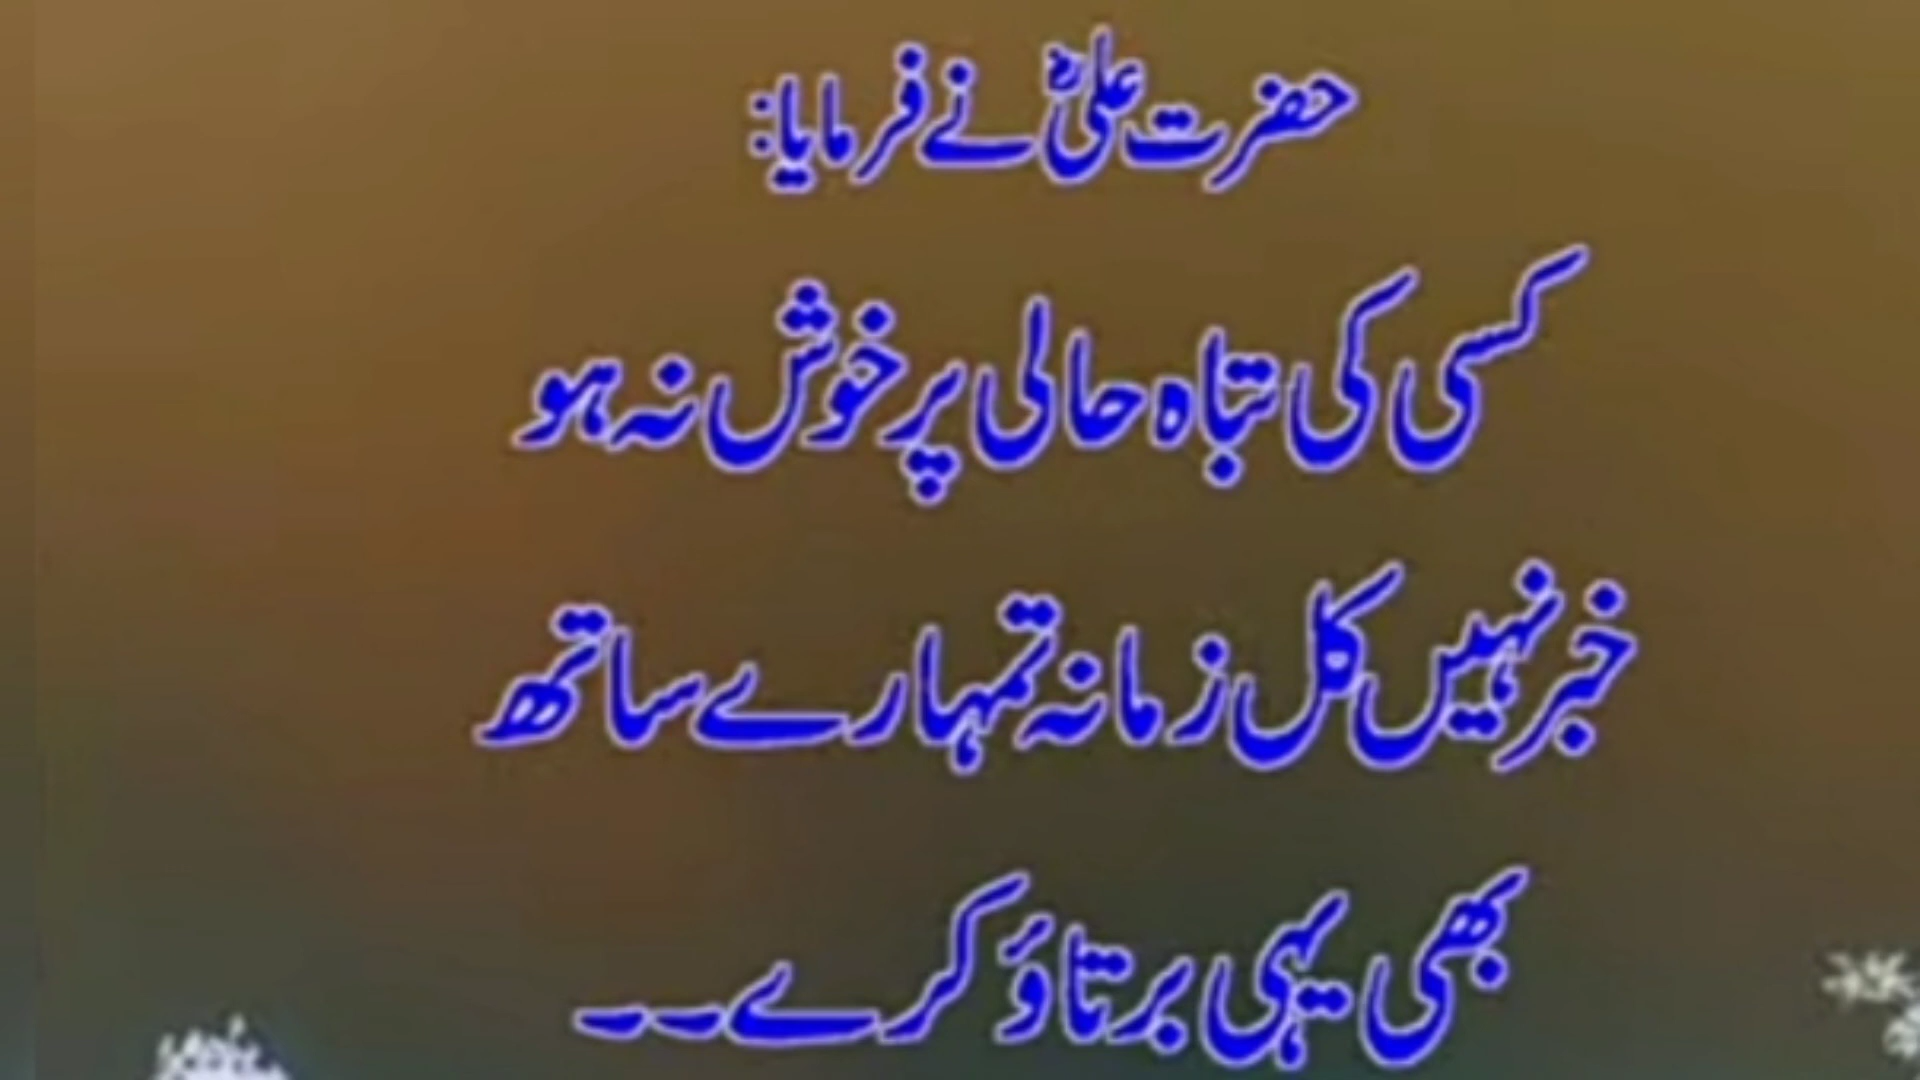 حضرت علیؓ نے فرمایا:
کسی کی تباہ حالی پر خوش نہ ہو
خبر نہیں کل زمانہ تمہارے ساتھ
بھی یہی برتاؤ کرے۔۔